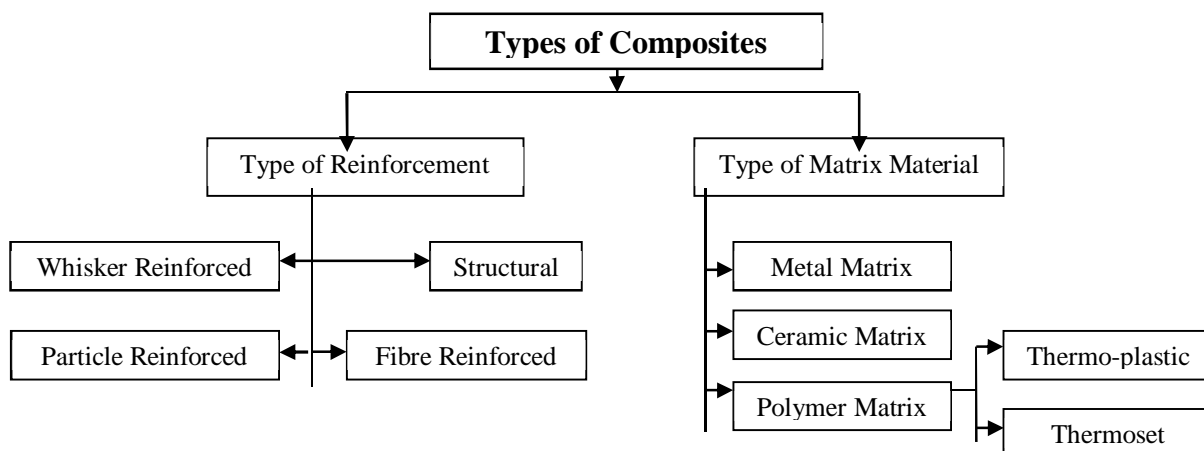 Types of Composites
Type of Reinforcement
Type of Matrix Material
Whisker Reinforced
Structural
Particle Reinforced
Fibre Reinforced
Metal Matrix
Ceramic Matrix
Polymer Matrix
Thermo-plastic
Thermoset